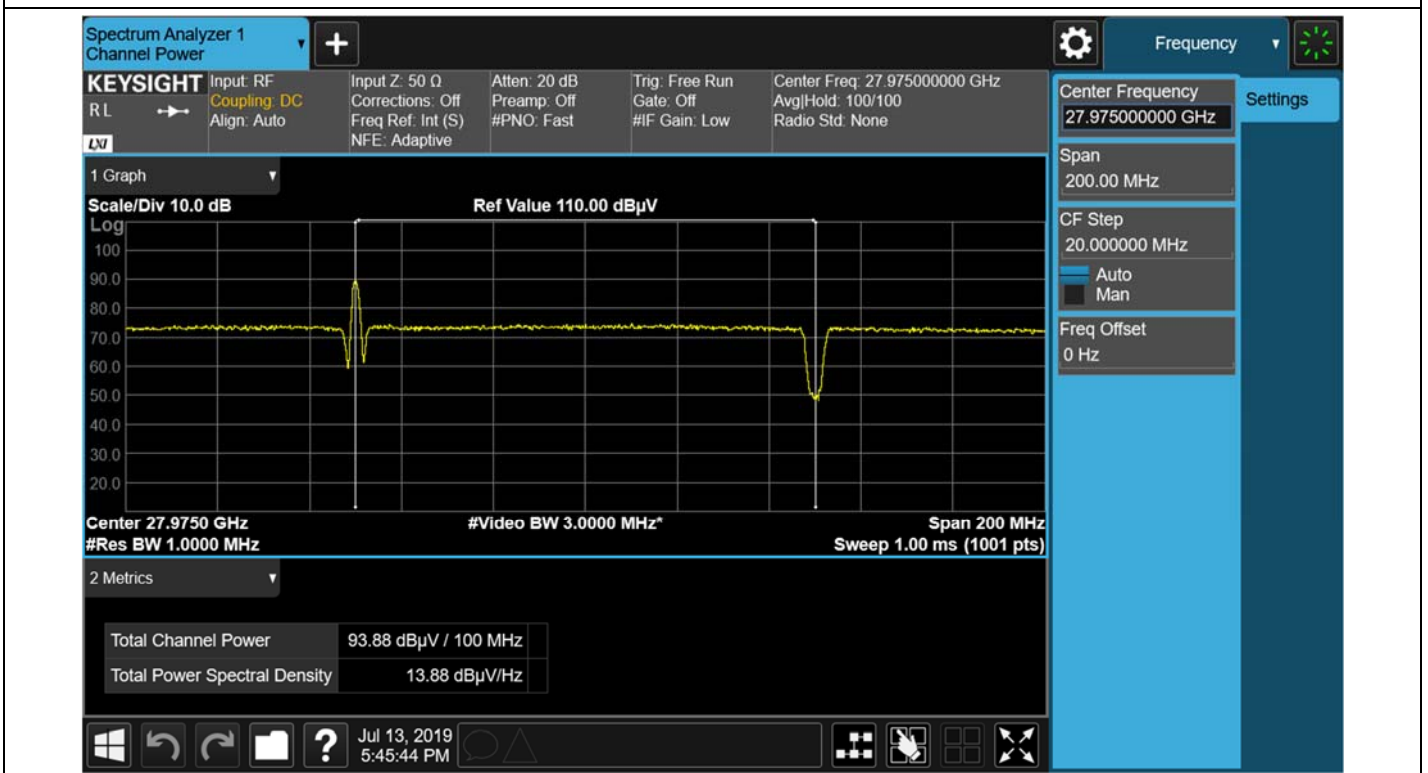 Spectrum Analyzer 1
Channel Power
+
Frequency
KEYSIGHT
RL
LXI
Input: RF
Coupling: DC
Align: Auto
Input Z: 50 Ω
Corrections: Off
Freq Ref: Int (S)
NFE: Adaptive
Atten: 20 dB
Preamp: Off
#PNO: Fast
Trig: Free Run
Gate: Off
#IF Gain: Low
Center Freq: 27.975000000 GHz
Avg|Hold: 100/100
Radio Std: None
Center Frequency
27.975000000 GHz
Settings
Span
200.00 MHz
CF Step
20.000000 MHz
Auto
Man
Freq Offset
0 Hz
1 Graph
Scale/Div 10.0 dB
Ref Value 110.00 dBµV
Log
100
90.0
80.0
70.0
60.0
50.0
40.0
30.0
20.0
Center 27.9750 GHz
#Video BW 3.0000 MHz*
Span 200 MHz
#Res BW 1.0000 MHz
Sweep 1.00 ms (1001 pts)
2 Metrics
Total Channel Power 93.88 dBµV / 100 MHz
Total Power Spectral Density 13.88 dBµV/Hz
?
Jul 13, 2019
5:45:44 PM